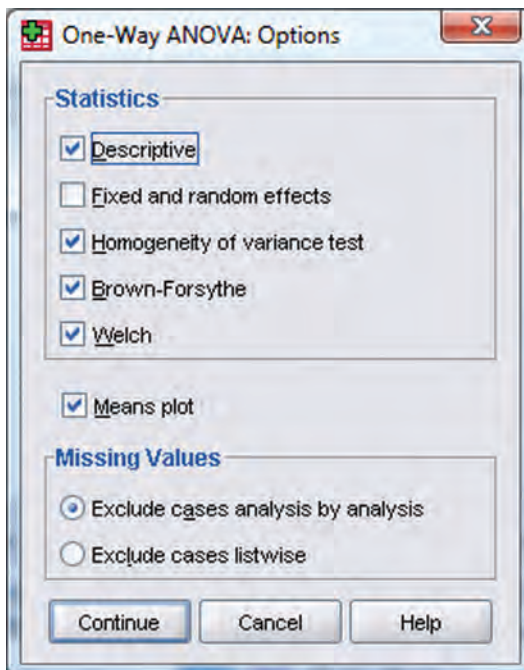 One-Way ANOVA: Options
Statistics
Descriptive
Fixed and random effects
Homogeneity of variance test
Brown-Forsythe
Welch
Means plot
Missing Values
Exclude cases analysis by analysis
Exclude cases listwise
Continue Cancel Help